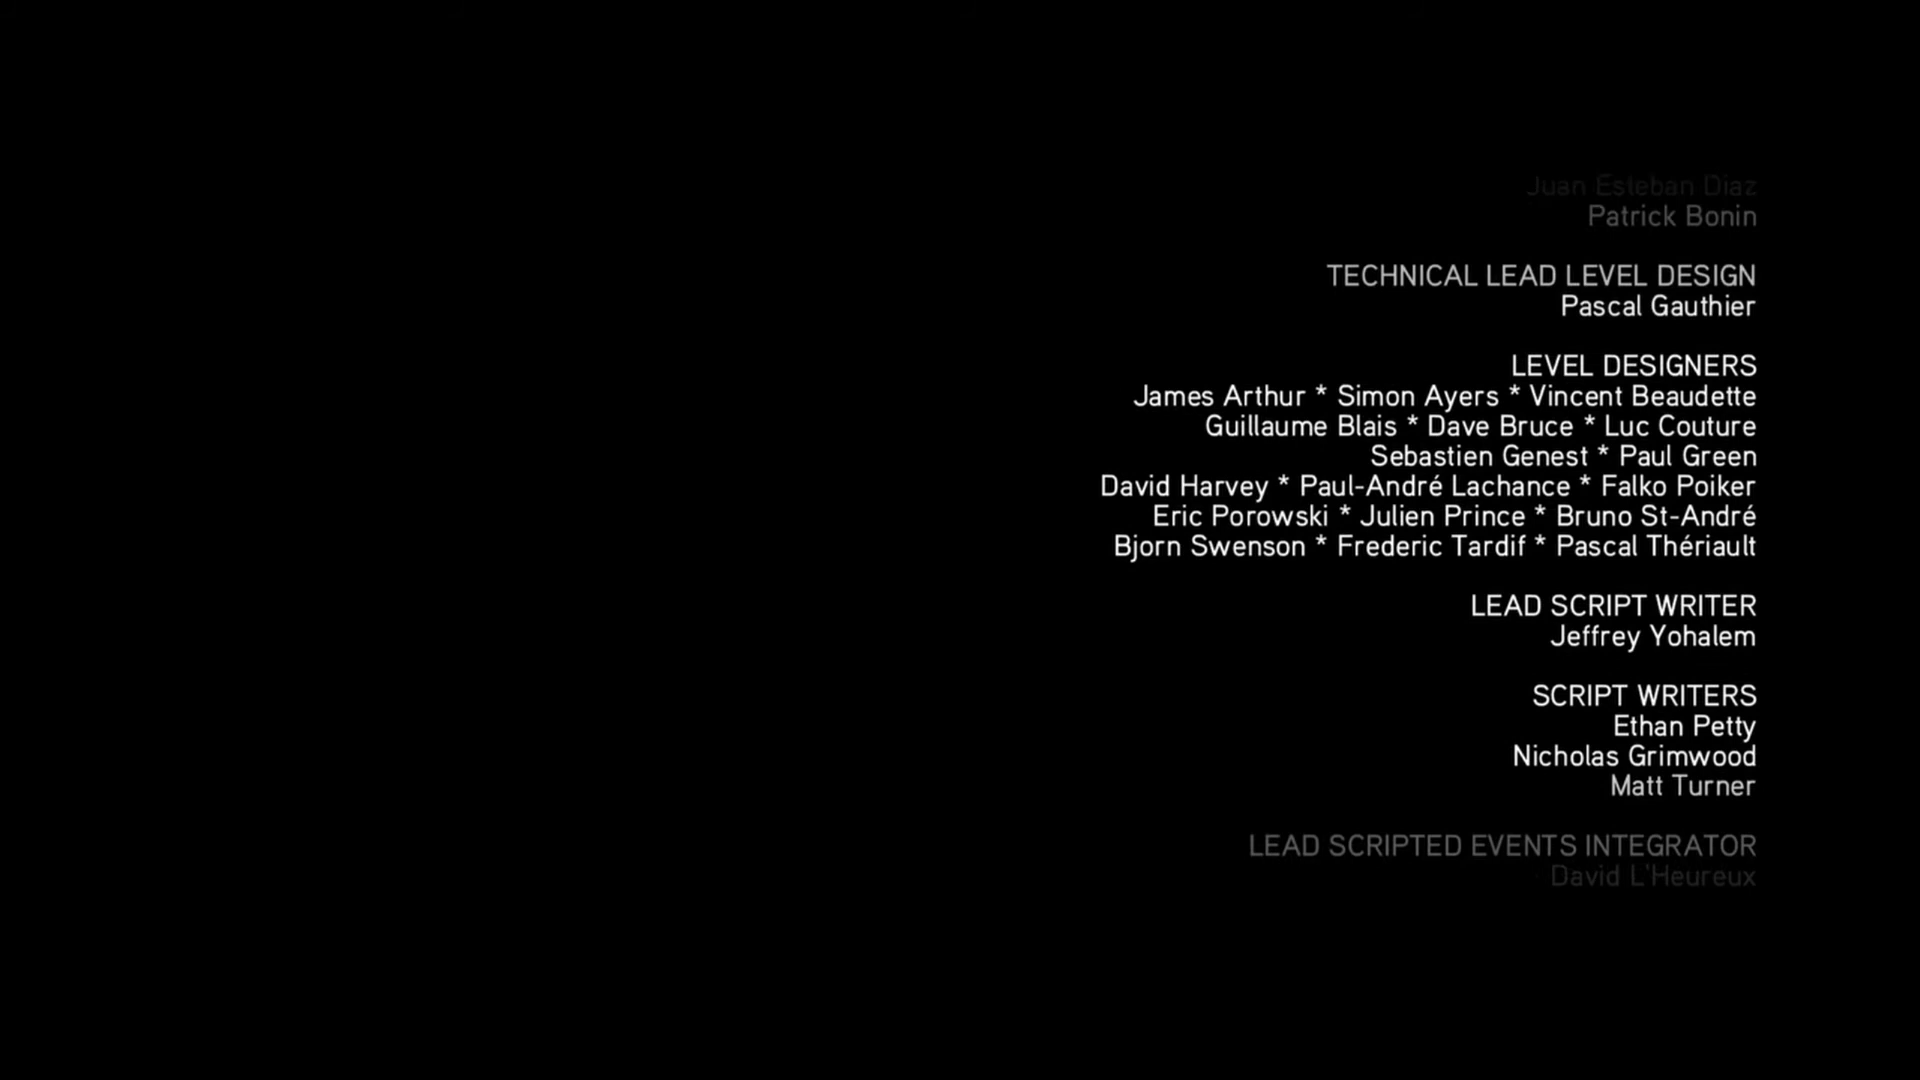 Juan Esteban Diaz
Patrick Bonin
TECHNICAL LEAD LEVEL DESIGN
Pascal Gauthier
LEVEL DESIGNERS
James Arthur * Simon Ayers * Vincent Beaudette
Guillaume Blais * Dave Bruce * Luc Couture
Sebastien Genest * Paul Green
David Harvey * Paul-André Lachance * Falko Poiker
Eric Porowski * Julien Prince * Bruno St-André
Bjorn Swenson * Frederic Tardif * Pascal Thériault
LEAD SCRIPT WRITER
Jeffrey Yohalem
SCRIPT WRITERS
Ethan Petty
Nicholas Grimwood
Matt Turner
LEAD SCRIPTED EVENTS INTEGRATOR
David L'Heureux